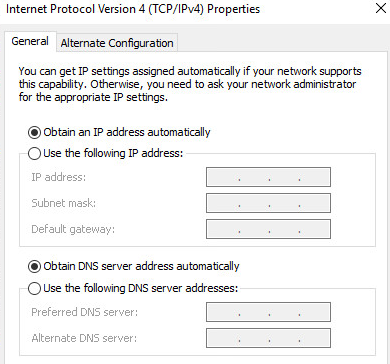 Internet Protocol Version 4 (TCP/IPv4) Properties
General
Alternate Configuration
You can get IP settings assigned automatically if your network supports
this capability. Otherwise, you need to ask your network administrator
for the appropriate IP settings.
Obtain an IP address automatically
Use the following IP address:
IP address:
Subnet mask:
Default gateway:
Obtain DNS server address automatically
Use the following DNS server addresses:
Preferred DNS server:
Alternate DNS server: